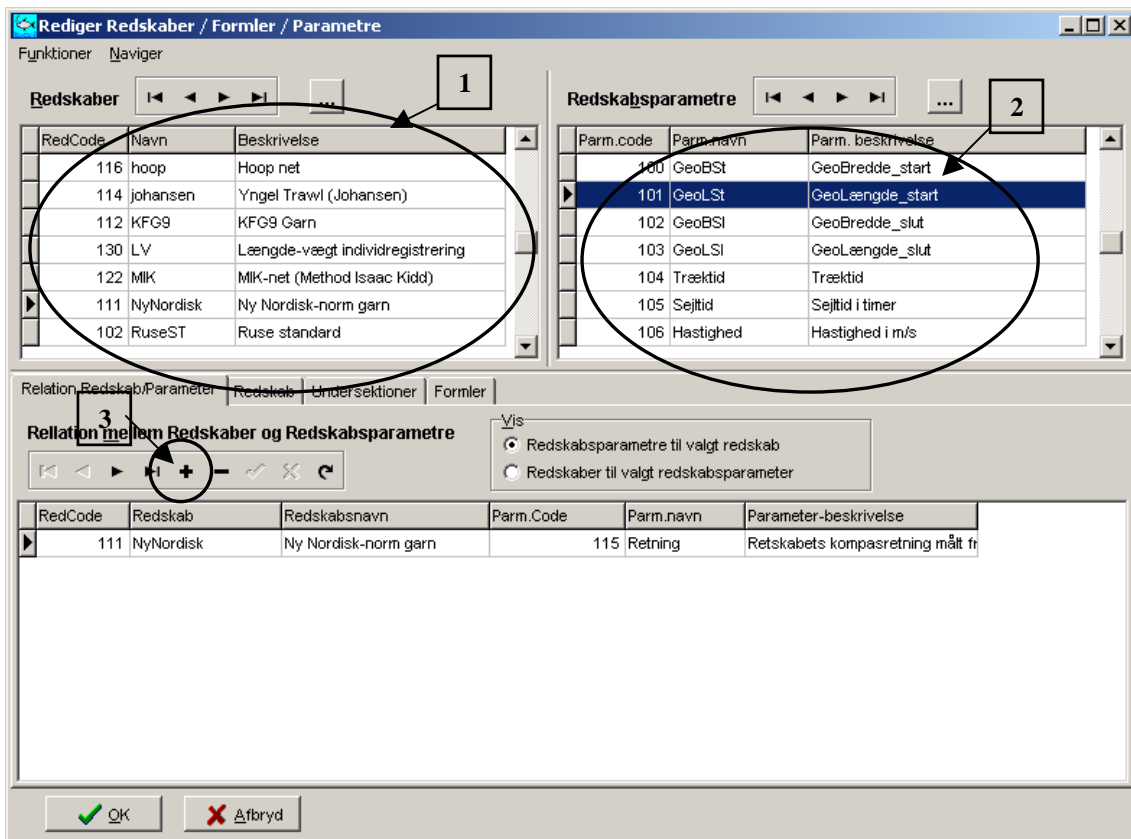 Rediger Redskaber / Formler / Parametre
Funktioner Naviger
1
Redskaber ...
RedCode Navn Beskrivelse
116 hoop Hoop net
114 johansen Yngel Trawl (Johansen)
112 KFG9 KFG9 Garn
130 LV Længde-vægt individregistrering
122 MIK MIK-net (Method Isaac Kidd)
111 NyNordisk Ny Nordisk-norm garn
102 RuseST Ruse standard
2
Redskabsparametre ...
Parm.code Parm.navn Parm. beskrivelse
100 GeoBSt GeoBredde_start
101 GeoLSt GeoLængde_start
102 GeoBSl GeoBredde_slut
103 GeoLSl GeoLængde_slut
104 Træktid Træktid
105 Sejltid Sejltid i timer
106 Hastighed Hastighed i m/s
Relation Redskab/Parameter Redskab Undersektioner Formler
3
Rellation mellem Redskaber og Redskabsparametre
Vis
Redskabsparametre til valgt redskab
Redskaber til valgt redskabsparameter
RedCode Redskab Redskabsnavn Parm.Code Parm.navn Parameter-beskrivelse
111 NyNordisk Ny Nordisk-norm garn 115 Retning Retskabets kompasretning målt fr
OK Afbryd